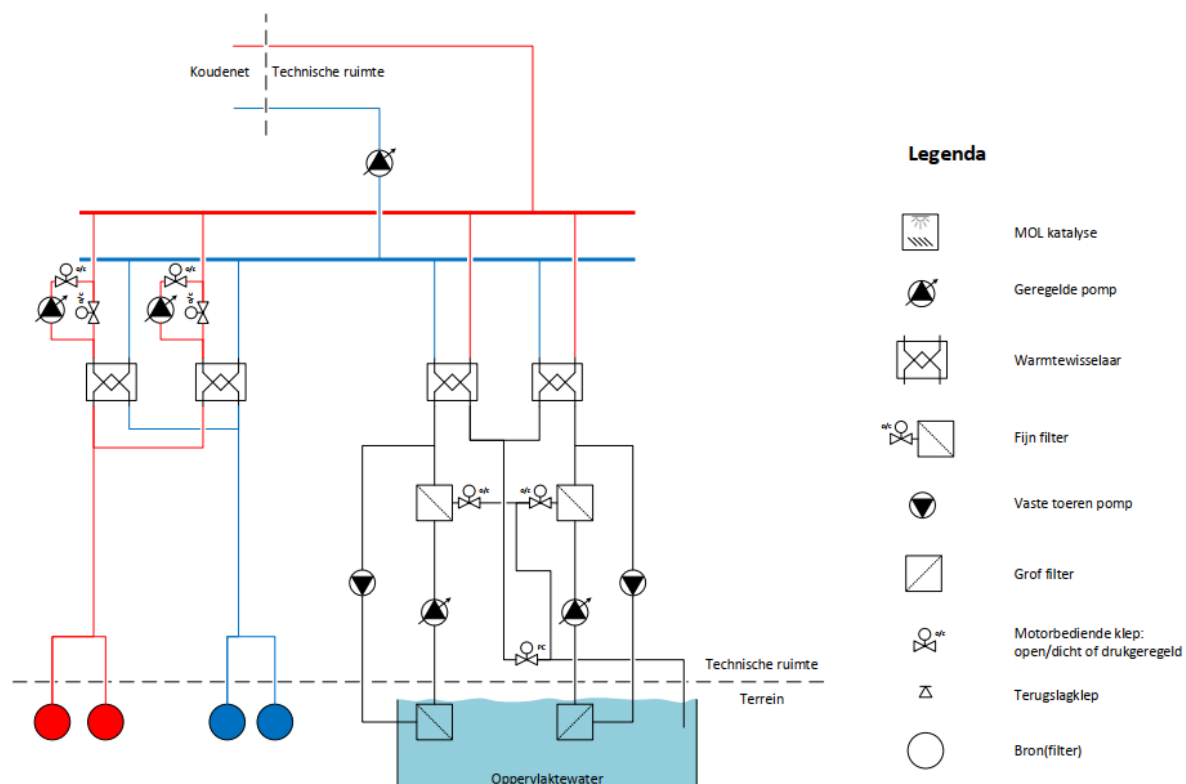 Koudenet
Technische ruimte
o/c
o/c
o/c
o/c
o/c
o/c
PC
Technische ruimte
Terrein
Oppervlaktewater
Legenda
MOL katalyse
Geregelde pomp
Warmtewisselaar
o/c
Fijn filter
Vaste toeren pomp
Grof filter
o/c
Motorbediende klep:
open/dicht of drukgeregeld
Terugslagklep
Bron(filter)